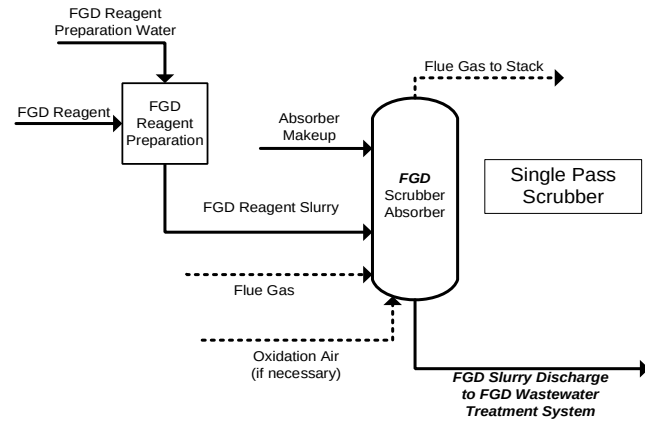 FGD Reagent
Preparation Water
FGD Reagent
FGD
Reagent
Preparation
Flue Gas to Stack
Absorber
Makeup
FGD
Scrubber
Absorber
Single Pass
Scrubber
FGD Reagent Slurry
Flue Gas
Oxidation Air
(if necessary)
FGD Slurry Discharge
to FGD Wastewater
Treatment System